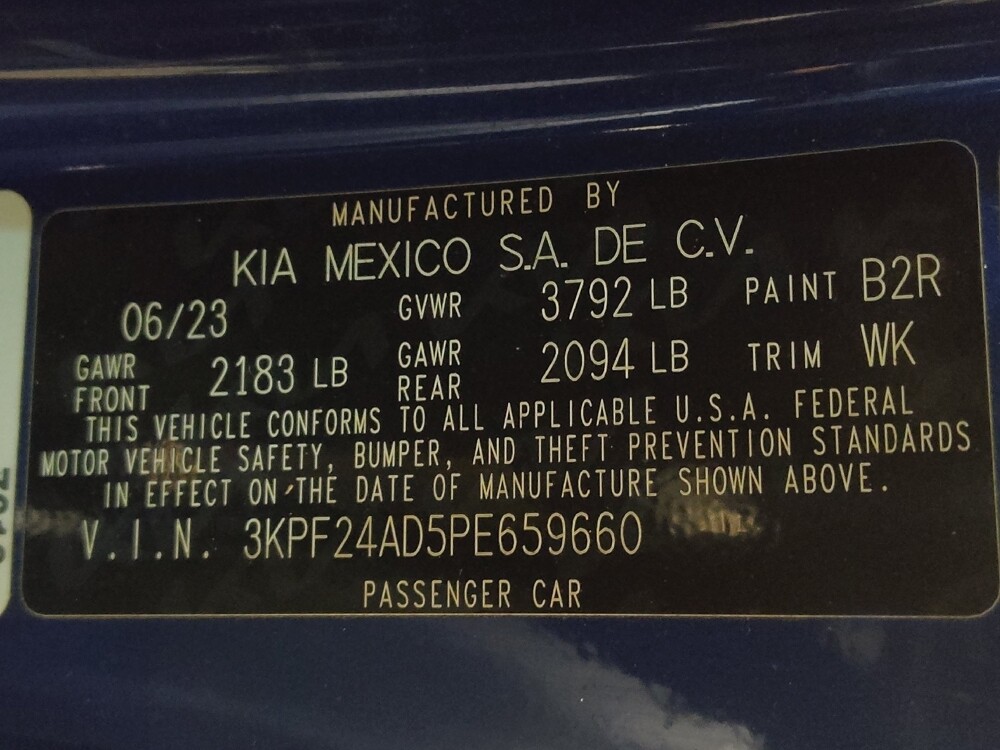 MANUFACTURED BY
KIA MEXICO S.A. DE C.V.
06/23 GVWR 3792 LB PAINT B2R
GAWR FRONT 2183 LB GAWR REAR 2094 LB TRIM WK
THIS VEHICLE CONFORMS TO ALL APPLICABLE U.S.A. FEDERAL
MOTOR VEHICLE SAFETY, BUMPER, AND THEFT PREVENTION STANDARDS
IN EFFECT ON THE DATE OF MANUFACTURE SHOWN ABOVE.
V.I.N. 3KPF24AD5PE659660
PASSENGER CAR